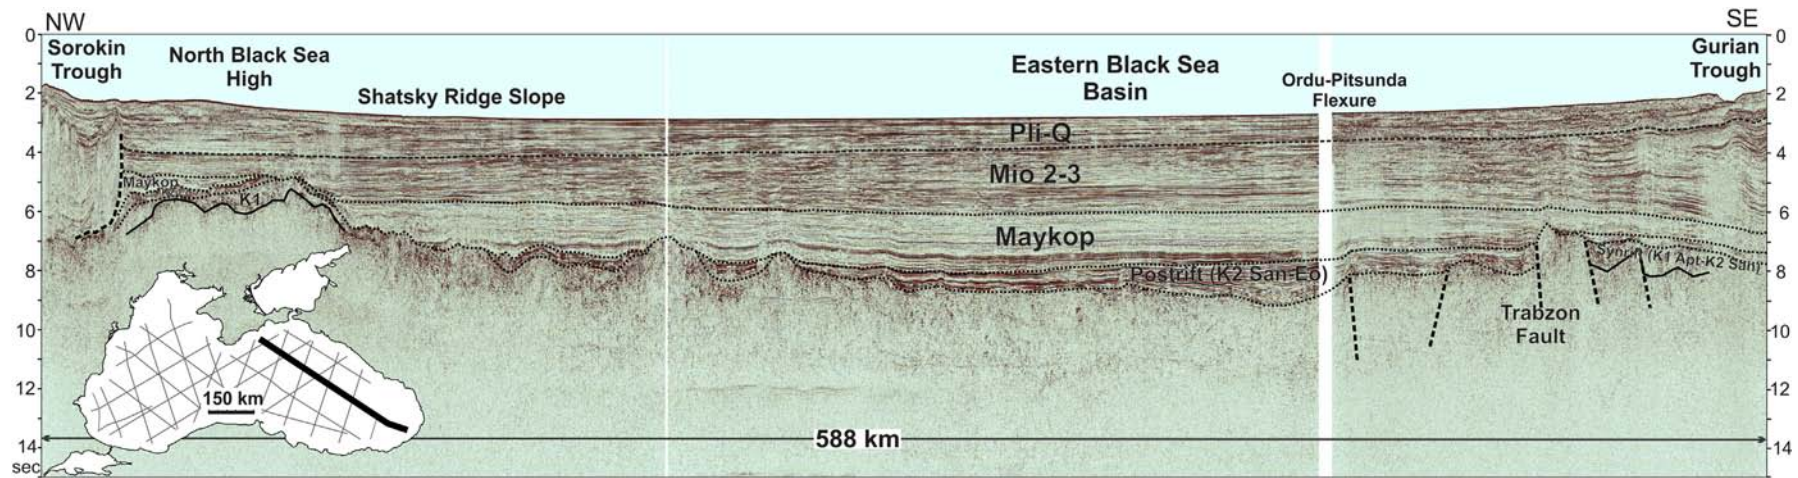 NW
SE
0
0
Sorokin
Trough
North Black Sea
High
Shatsky Ridge Slope
Eastern Black Sea
Basin
Ordu-Pitsunda
Flexure
Gurian
Trough
2
2
Pli-Q
4
4
Mio 2-3
Maykop
K1
6
6
Maykop
8
Postrift (K2 San-Eo)
Synrift (K1 Apt-K2 San)
8
Trabzon
Fault
10
10
12
12
150 km
588 km
14
14
sec